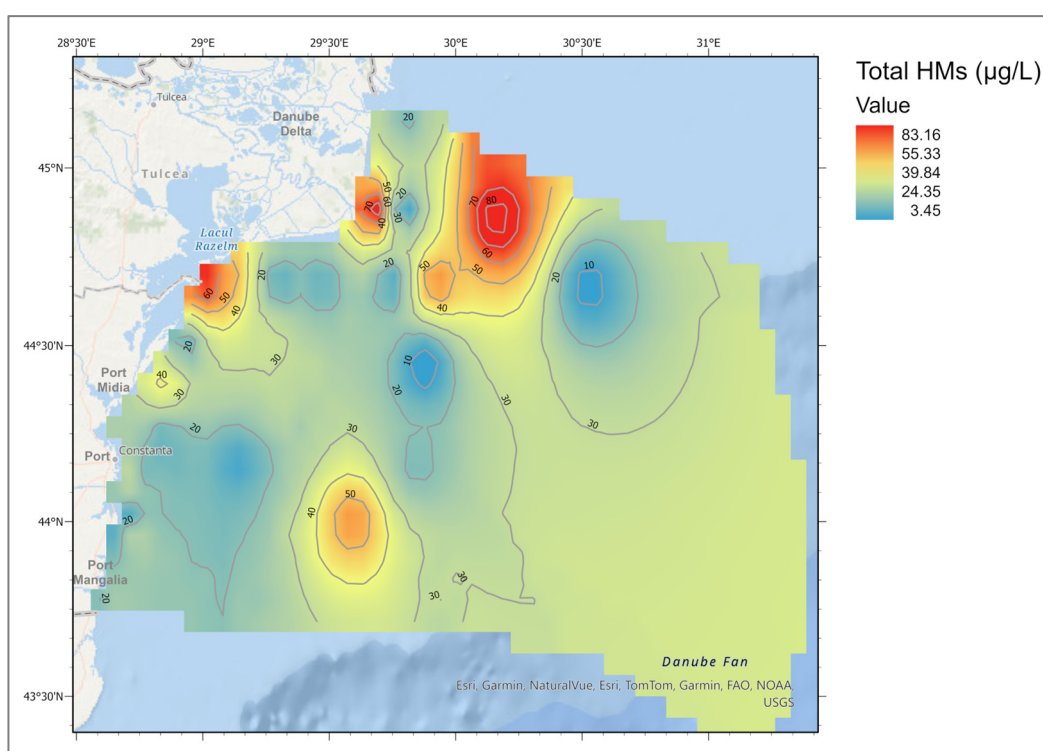 28°30'E 29°E 29°30'E 30°E 30°30'E 31°E
Total HMs (µg/L)
Value
83.16
55.33
39.84
24.35
3.45
Tulcea
Danube
Delta
20
45°N
Tulcea
50
60
70
40
20
30
70
80
60
50
Lacul
Razelm
20
60
50
40
20
50
40
20
10
44°30'N
20
30
10
20
Port
Midia
40
30
30
30
20
30
Port
Constanta
50
40
44°N
20
Port
Mangalia
20
30
30
Danube Fan
43°30'N
Esri, Garmin, NaturalVue, Esri, TomTom, Garmin, FAO, NOAA,
USGS